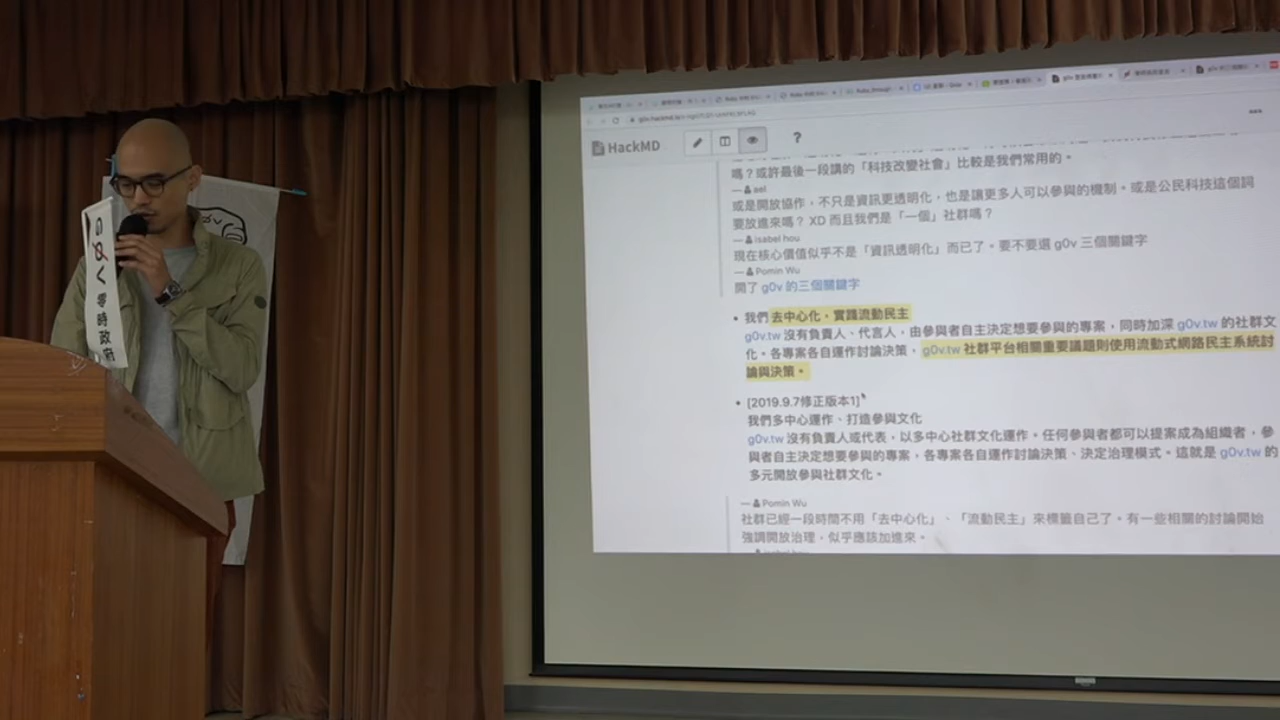 零時政府
g0v
HackMD
?
嗎？或許最後一段講的「科技改變社會」比較是我們常用的。
— eel
或是開放協作，不只是資訊更透明化，也是讓更多人可以參與的機制。或是公民科技這個詞
要放進來嗎？ XD 而且我們是「一個」社群嗎？
— isabel hou
現在核心價值似乎不是「資訊透明化」而已了。要不要選 g0v 三個關鍵字
— Pomin Wu
開了 g0v 的三個關鍵字
• 我們 去中心化，實踐流動民主
g0v.tw 沒有負責人、代言人，由參與者自主決定想要參與的專案，同時加深 g0v.tw 的社群文
化。各專案各自運作討論決策， g0v.tw 社群平台相關重要議題則使用流動式網路民主系統討
論與決策。
• [2019.9.7修正版本1]
我們多中心運作、打造參與文化
g0v.tw 沒有負責人或代表，以多中心社群文化運作。任何參與者都可以提案成為組織者，參
與者自主決定想要參與的專案，各專案各自運作討論決策、決定治理模式。這就是 g0v.tw 的
多元開放參與社群文化。
— Pomin Wu
社群已經一段時間不用「去中心化」、「流動民主」來標籤自己了。有一些相關的討論開始
強調開放治理，似乎應該加進來。
— isabel hou